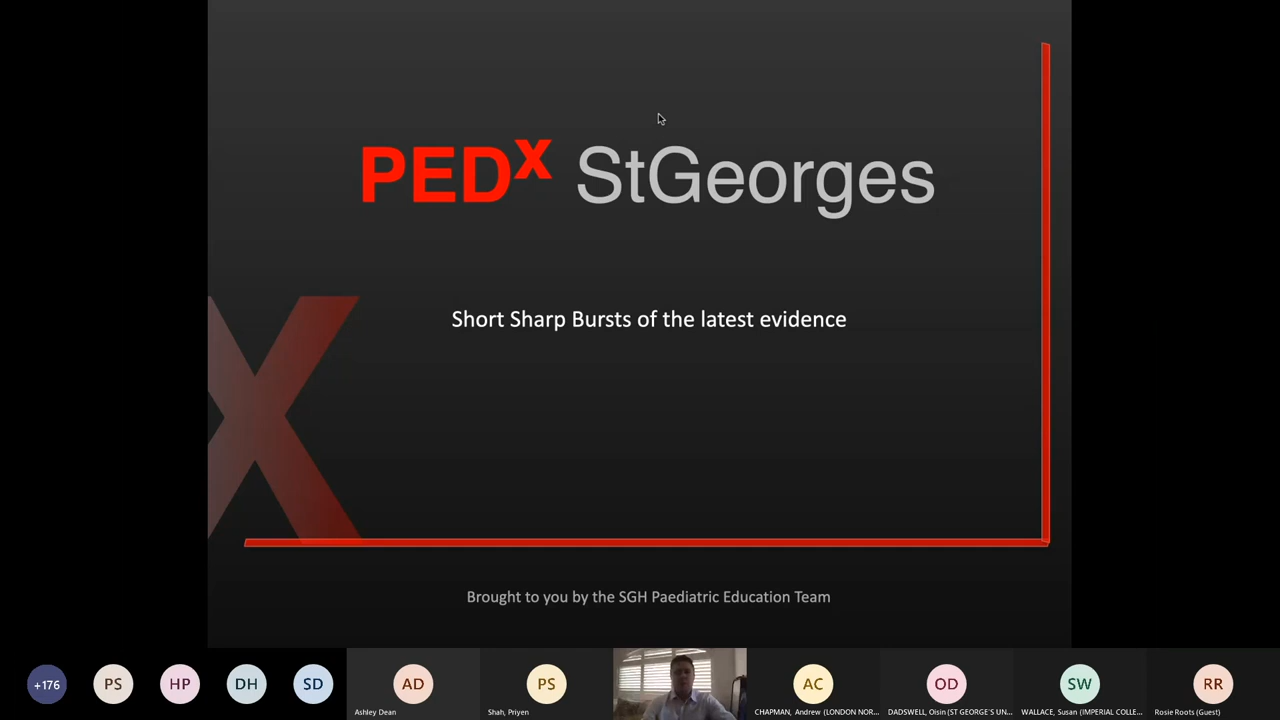 PEDX StGeorges
Short Sharp Bursts of the latest evidence
X
Brought to you by the SGH Paediatric Education Team
+176
PS
HP
DH
SD
AD
Ashley Dean
PS
Shah, Priyen
AC
CHAPMAN, Andrew (LONDON NOR...
OD
DADSWELL, Oisin (ST GEORGE'S UN...
SW
WALLACE, Susan (IMPERIAL COLLE...
RR
Rosie Roots (Guest)